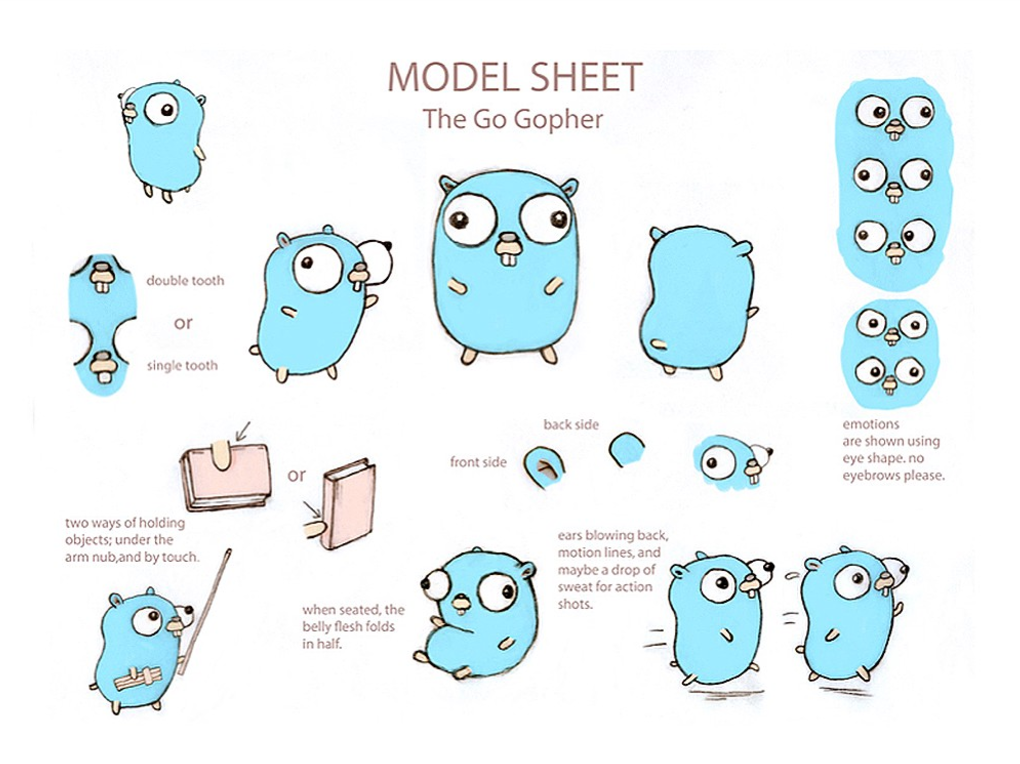 MODEL SHEET
The Go Gopher
double tooth
or
single tooth
emotions
are shown using
eye shape. no
eyebrows please.
back side
front side
or
two ways of holding
objects; under the
arm nub,and by touch.
when seated, the
belly flesh folds
in half.
ears blowing back,
motion lines, and
maybe a drop of
sweat for action
shots.